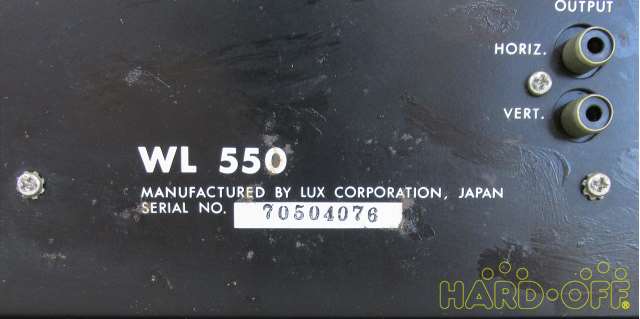 OUTPUT
HORIZ.
VERT.
WL 550
MANUFACTURED BY LUX CORPORATION, JAPAN
SERIAL NO. 70504076
HARD·OFF®